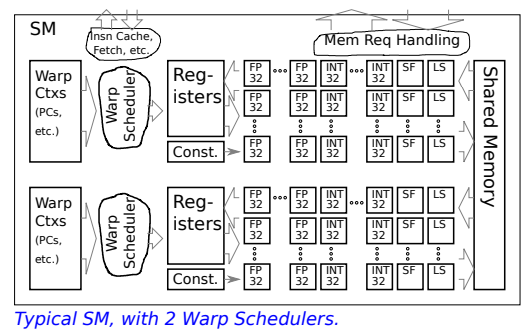 SM
Insn Cache,
Fetch, etc.
Mem Req Handling
Warp
Ctxs
(PCs,
etc.)
Warp
Scheduler
Reg-
isters
Const.
FP
32
FP
32
INT
32
INT
32
SF
LS
FP
32
FP
32
INT
32
INT
32
SF
LS
FP
32
FP
32
INT
32
INT
32
SF
LS
Shared Memory
Warp
Ctxs
(PCs,
etc.)
Warp
Scheduler
Reg-
isters
Const.
FP
32
FP
32
INT
32
INT
32
SF
LS
FP
32
FP
32
INT
32
INT
32
SF
LS
FP
32
FP
32
INT
32
INT
32
SF
LS
Typical SM, with 2 Warp Schedulers.